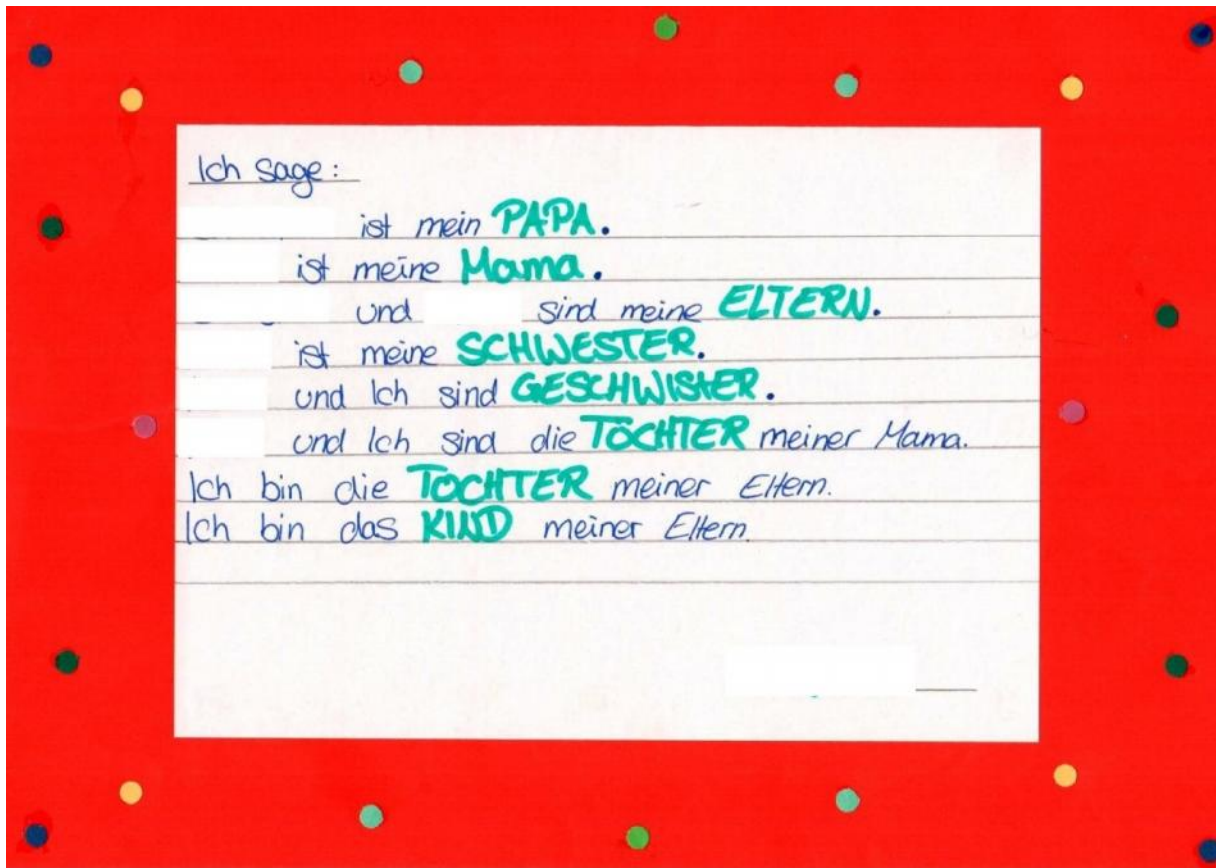 Ich sage:
ist mein PAPA.
ist meine Mama.
und sind meine ELTERN.
ist meine SCHWESTER.
und Ich sind GESCHWISTER.
und Ich sind die TÖCHTER meiner Mama.
Ich bin die TOCHTER meiner Eltern.
Ich bin das KIND meiner Eltern.